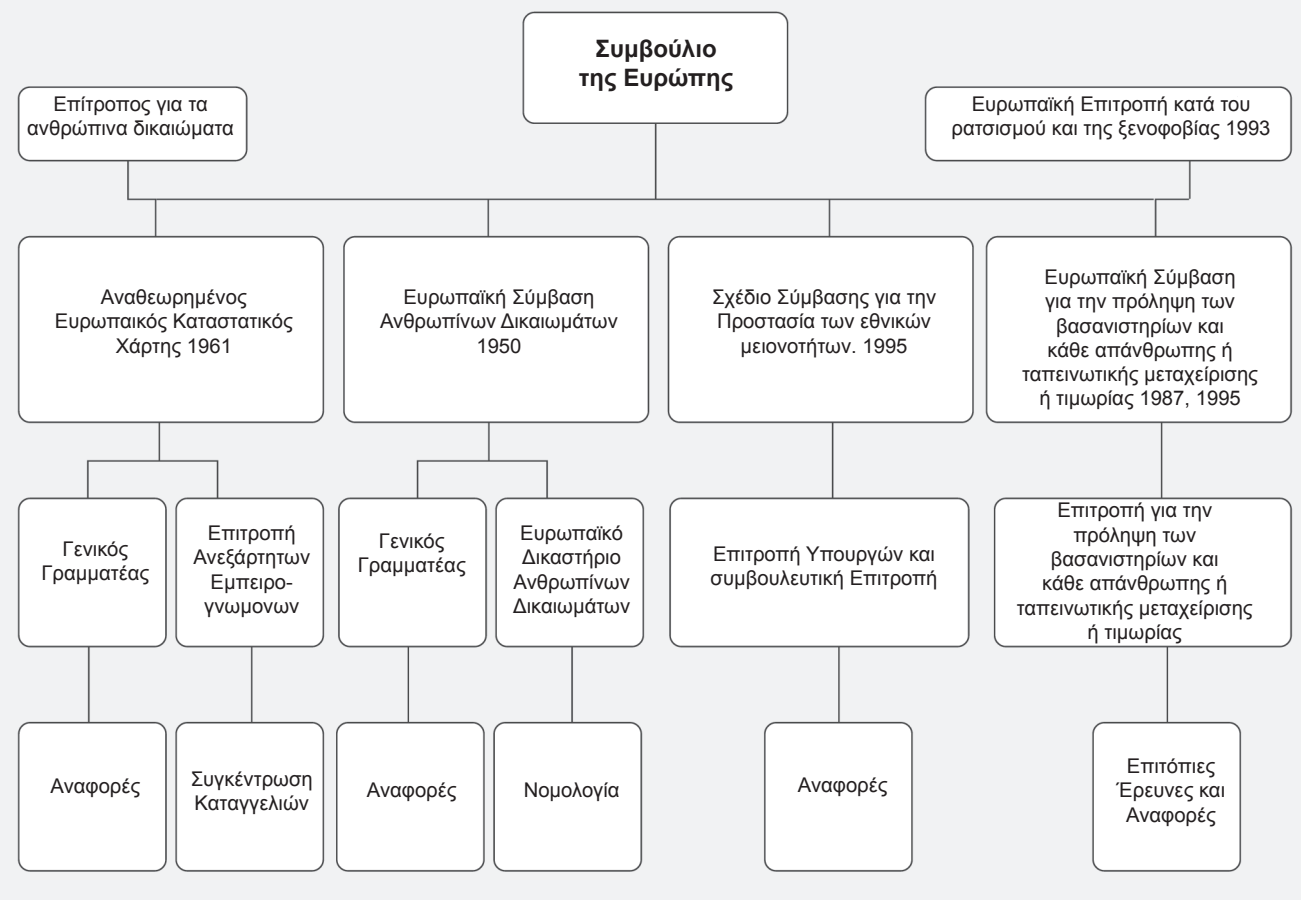 Συμβούλιο
της Ευρώπης
Επίτροπος για τα
ανθρώπινα δικαιώματα
Ευρωπαϊκή Επιτροπή κατά του
ρατσισμού και της ξενοφοβίας 1993
Αναθεωρημένος
Ευρωπαικός Καταστατικός
Χάρτης 1961
Ευρωπαϊκή Σύμβαση
Ανθρωπίνων Δικαιωμάτων
1950
Σχέδιο Σύμβασης για την
Προστασία των εθνικών
μειονοτήτων. 1995
Ευρωπαϊκή Σύμβαση
για την πρόληψη των
βασανιστηρίων και
κάθε απάνθρωπης ή
ταπεινωτικής μεταχείρισης
ή τιμωρίας 1987, 1995
Γενικός
Γραμματέας
Επιτροπή
Ανεξάρτητων
Εμπειρο-
γνωμονων
Γενικός
Γραμματέας
Ευρωπαϊκό
Δικαστήριο
Ανθρωπίνων
Δικαιωμάτων
Επιτροπή Υπουργών και
συμβουλευτική Επιτροπή
Επιτροπή για την
πρόληψη των
βασανιστηρίων και
κάθε απάνθρωπης ή
ταπεινωτικής μεταχείρισης
ή τιμωρίας
Αναφορές
Συγκέντρωση
Καταγγελιών
Αναφορές
Νομολογία
Αναφορές
Επιτόπιες
Έρευνες και
Αναφορές